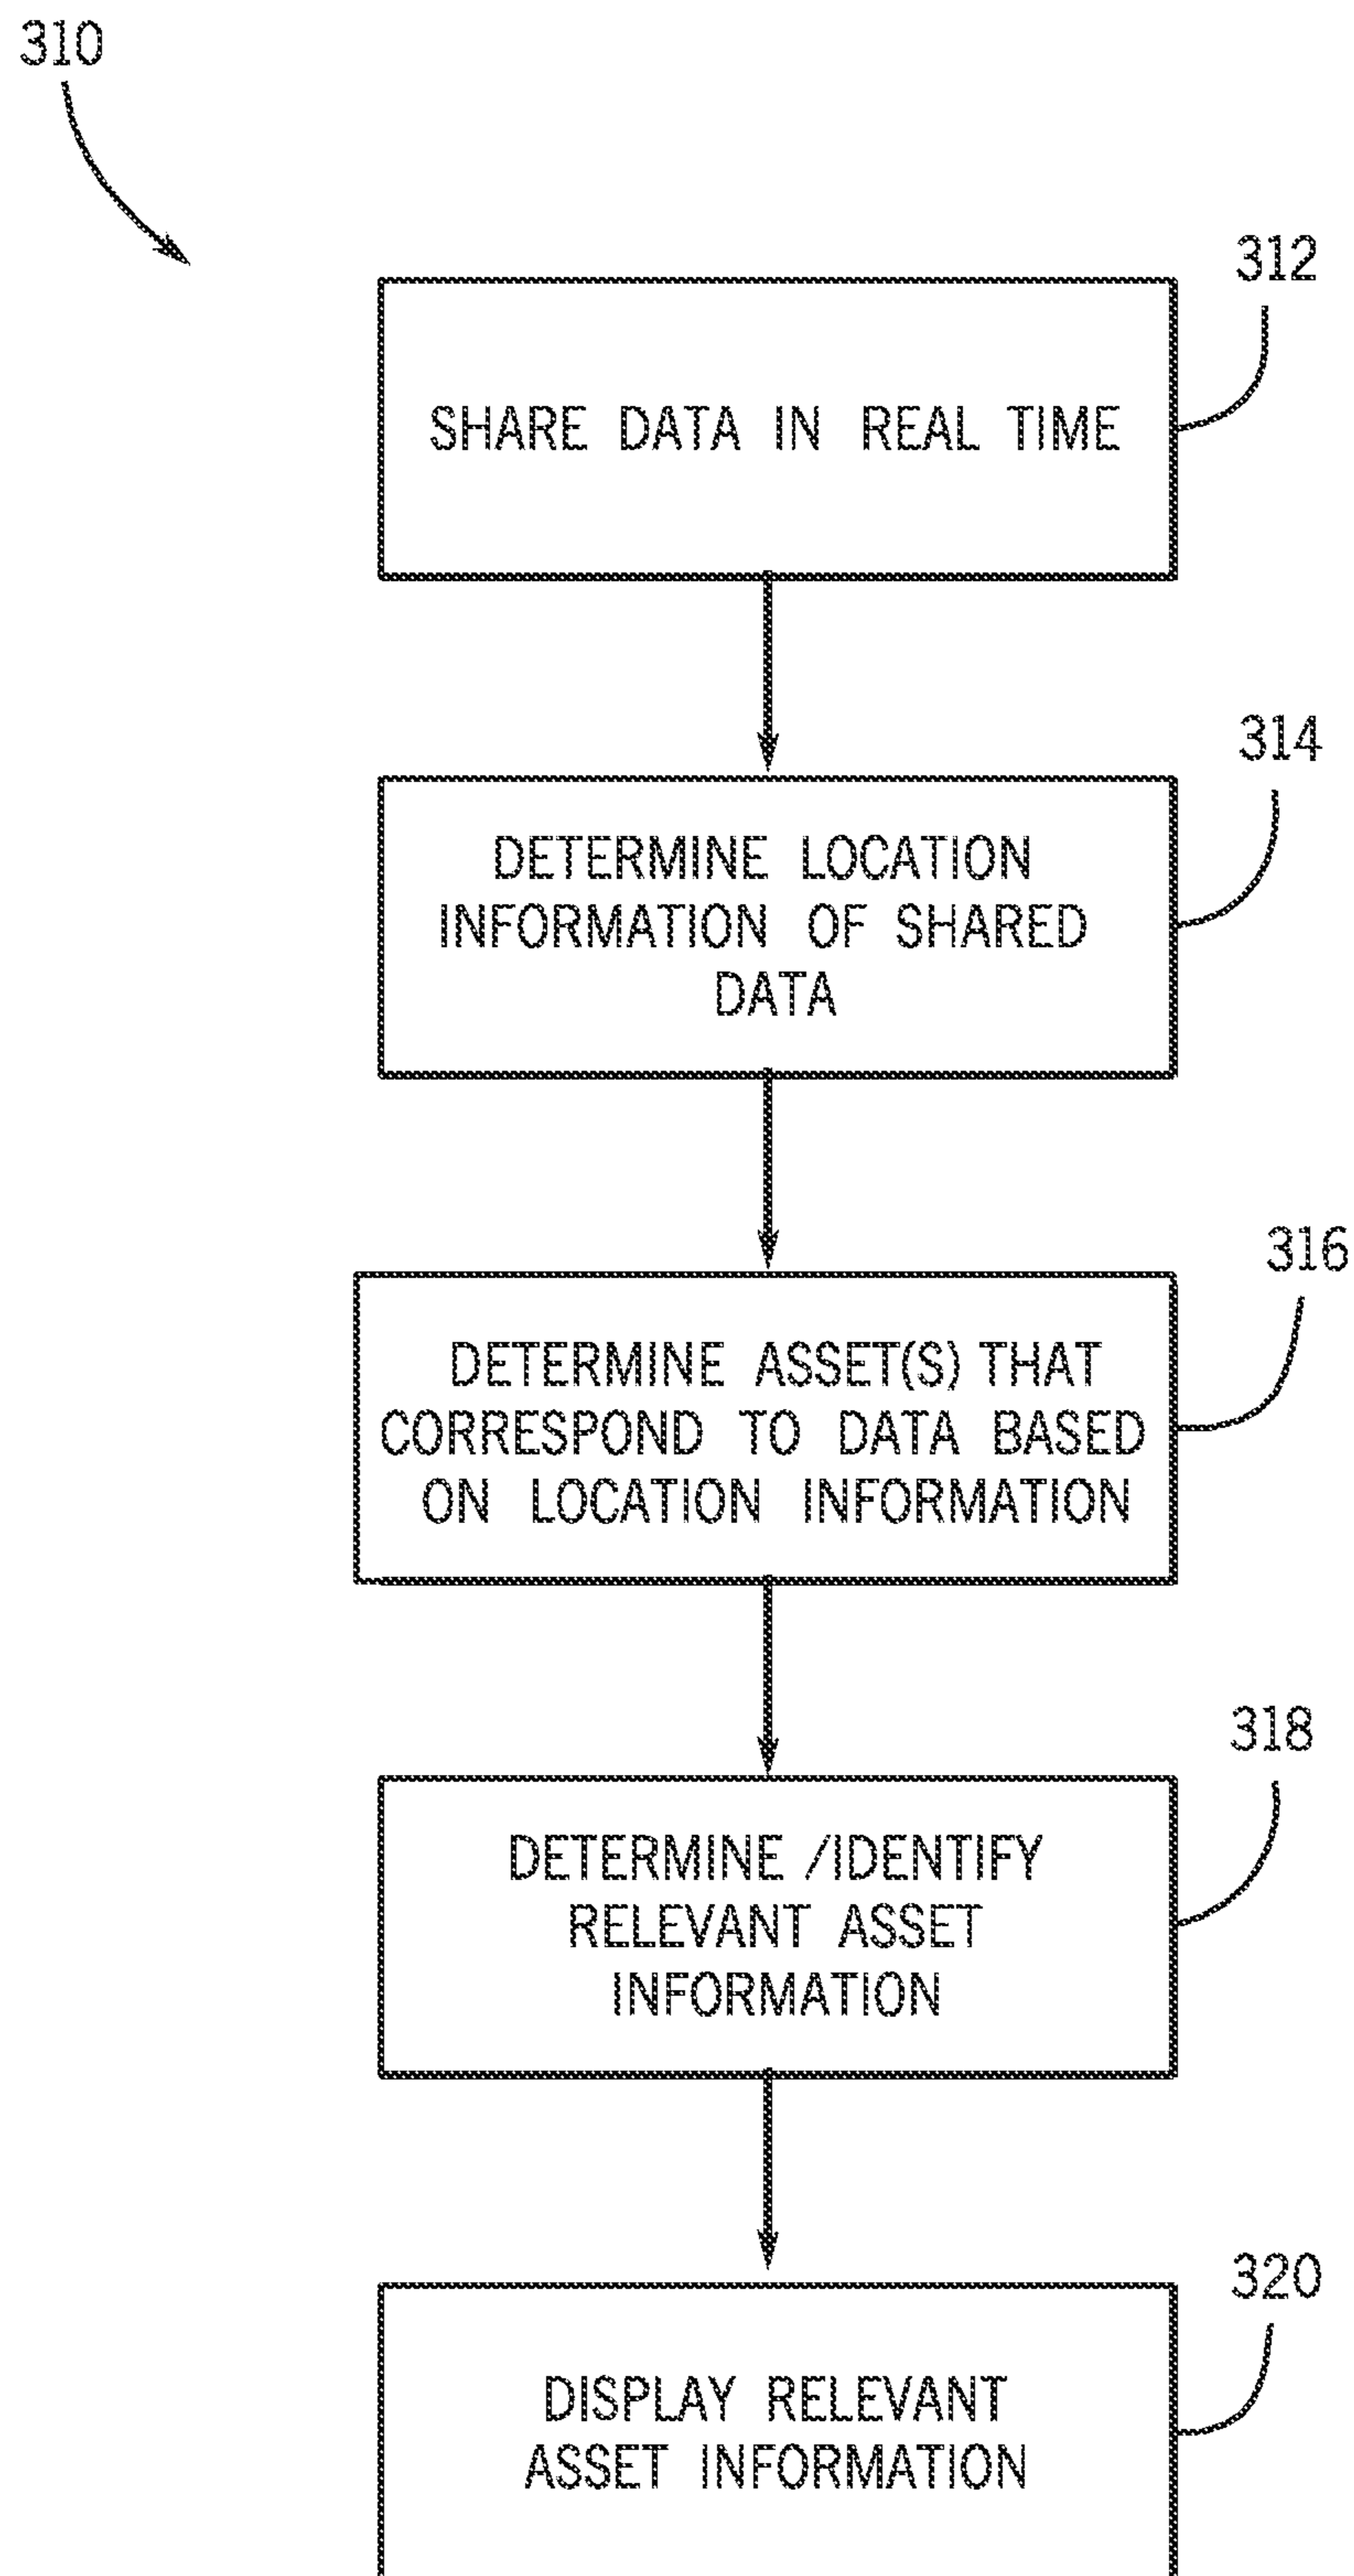 310
312
SHARE DATA IN REAL TIME
314
DETERMINE LOCATION
INFORMATION OF SHARED
DATA
316
DETERMINE ASSET(S) THAT
CORRESPOND TO DATA BASED
ON LOCATION INFORMATION
318
DETERMINE /IDENTIFY
RELEVANT ASSET
INFORMATION
320
DISPLAY RELEVANT
ASSET INFORMATION